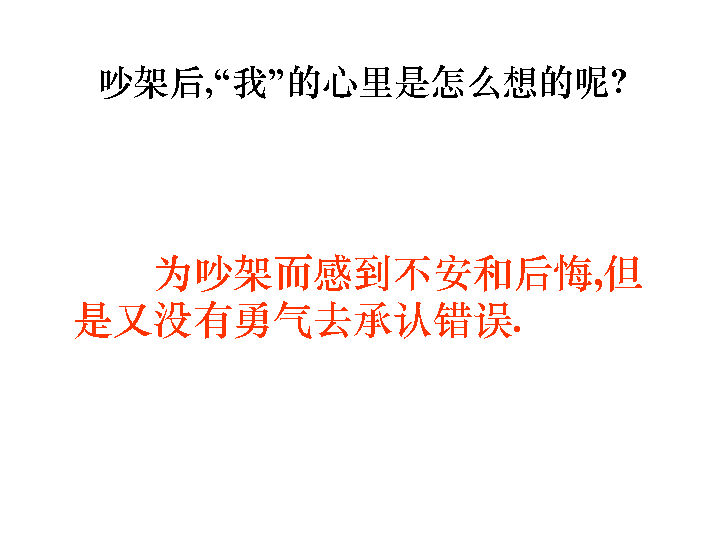 吵架后,“我”的心里是怎么想的呢?
为吵架而感到不安和后悔,但
是又没有勇气去承认错误.